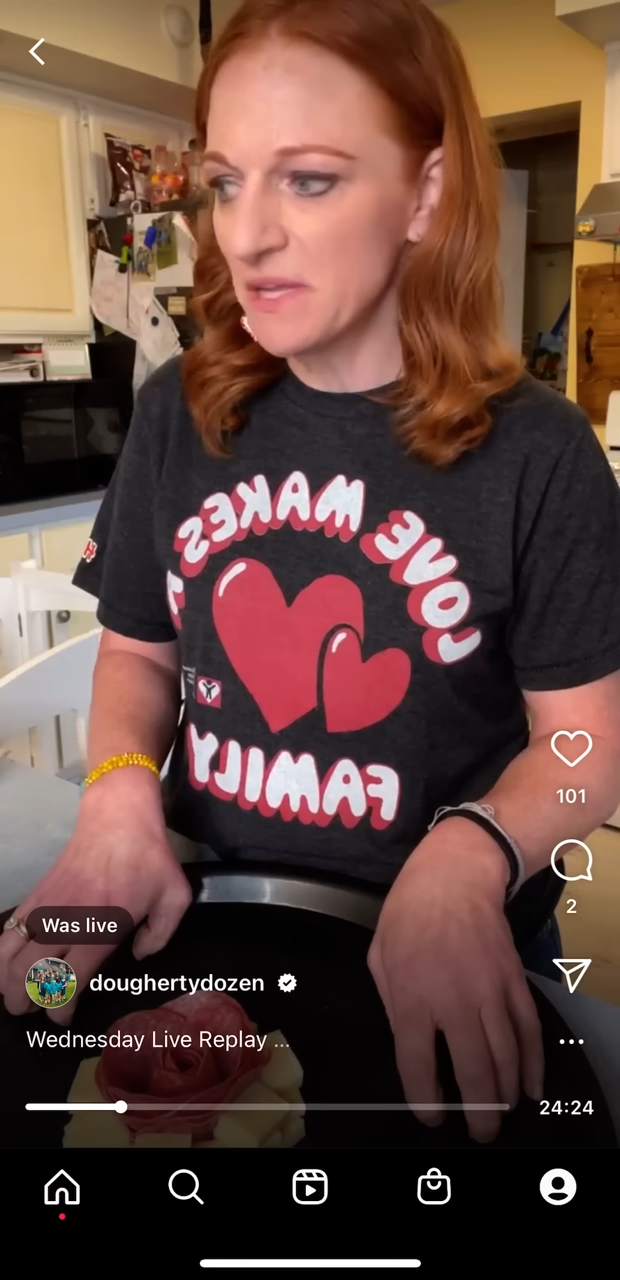 LOVE MAKES A
FAMILY
Was live
doughertydozen
Wednesday Live Replay ...
101
2
24:24